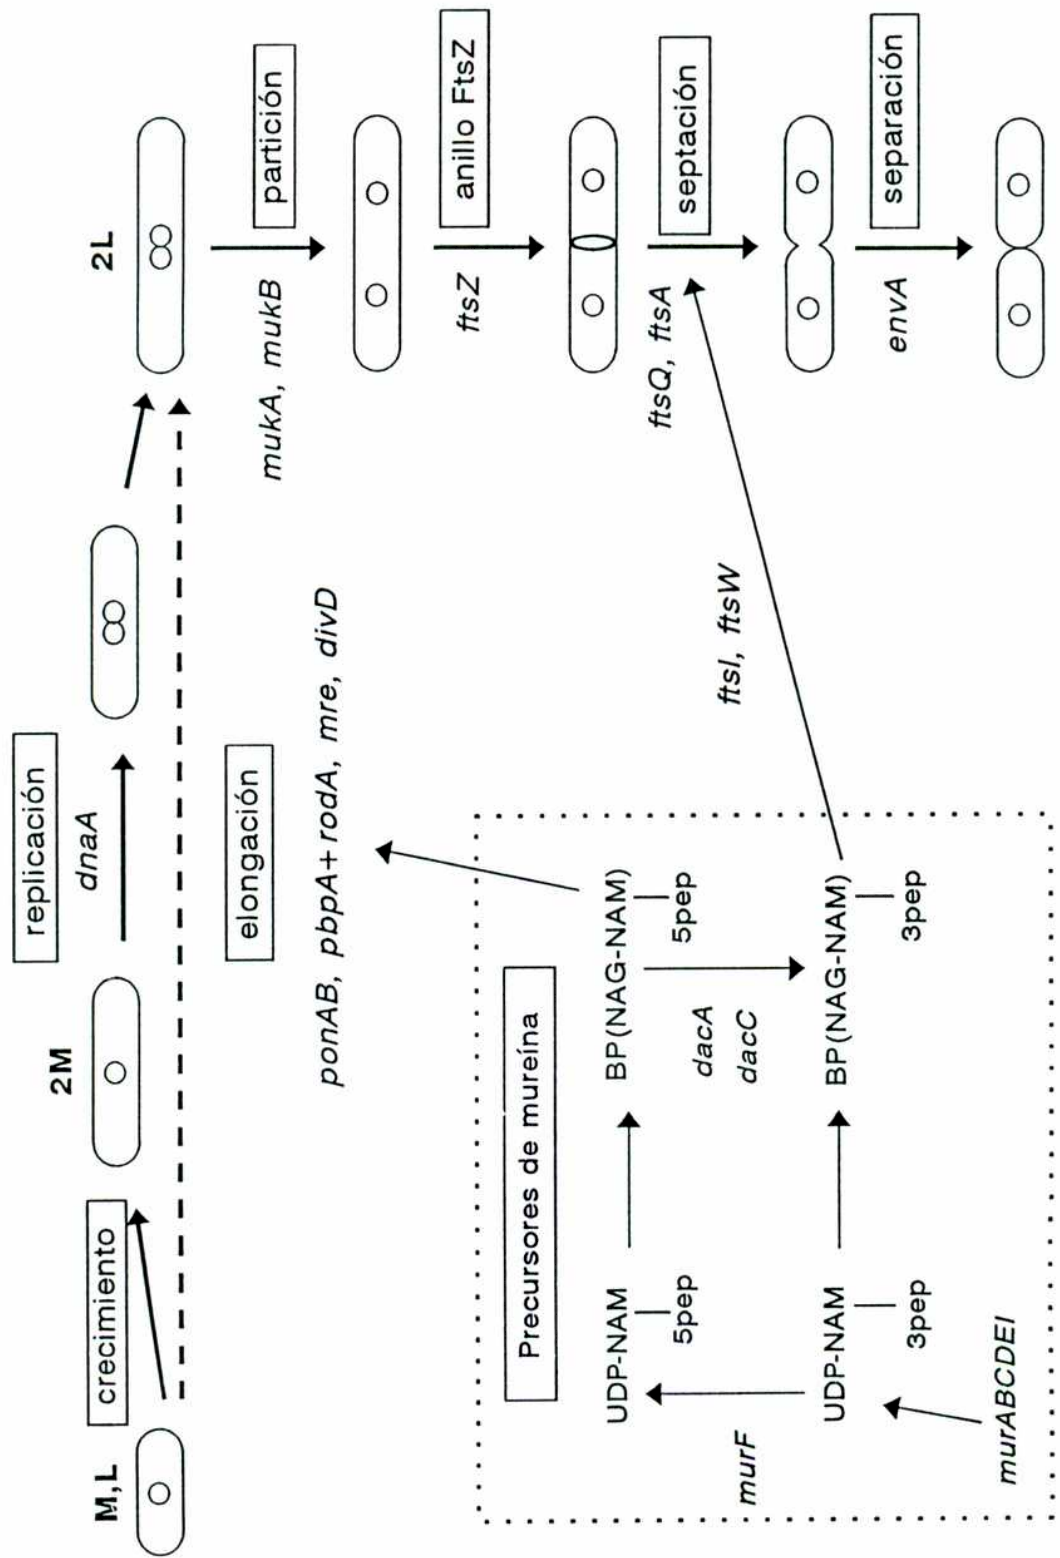 M,L
crecimiento
2M
replicación
dnaA
2L
elongación
ponAB, pbpA+rodA, mre, divD
mukA, mukB
partición
ftsZ
anillo FtsZ
ftsQ, ftsA
septación
envA
separación
ftsI, ftsW
Precursores de mureína
UDP-NAM
5pep
BP(NAG-NAM)
5pep
murF
dacA
dacC
UDP-NAM
3pep
BP(NAG-NAM)
3pep
murABCDEI